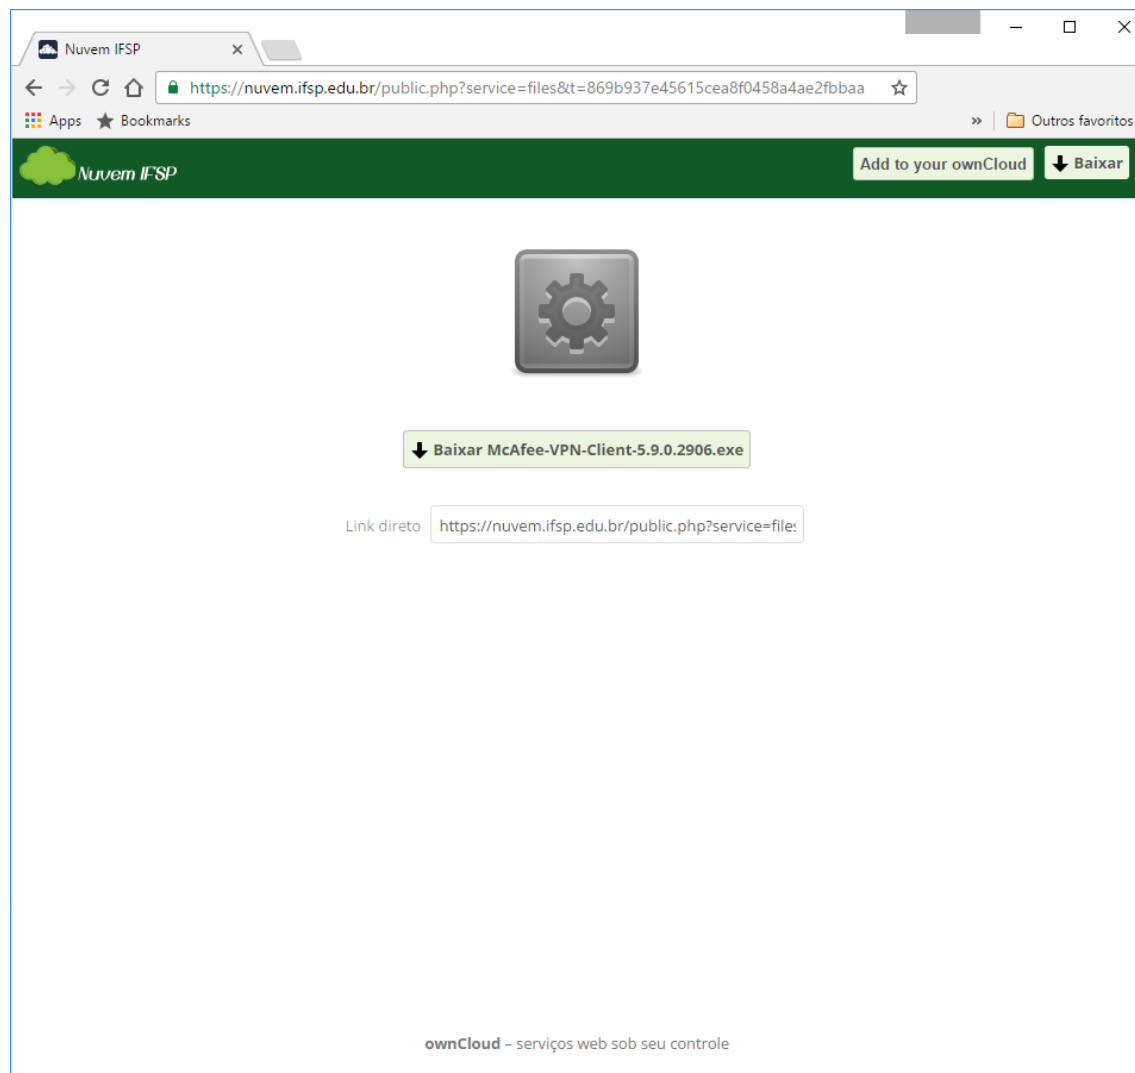 Nuvem IFSP
https://nuvem.ifsp.edu.br/public.php?service=files&t=869b937e45615cea8f0458a4ae2fbbaa
Apps Bookmarks » Outros favoritos
Nuvem IFSP Add to your ownCloud Baixar
Baixar McAfee-VPN-Client-5.9.0.2906.exe
Link direto https://nuvem.ifsp.edu.br/public.php?service=files
ownCloud – serviços web sob seu controle